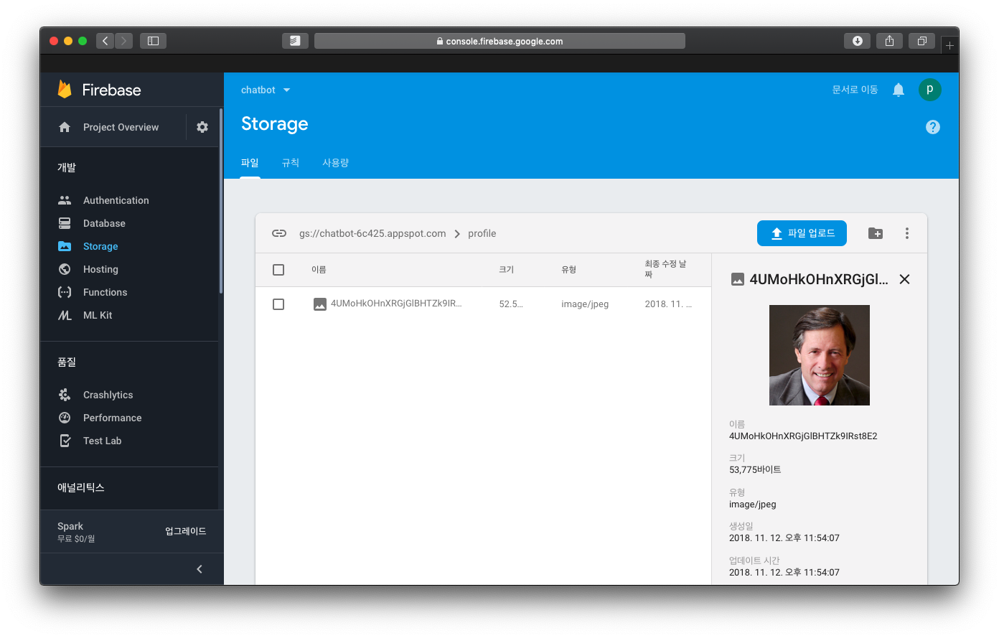 console.firebase.google.com
Firebase
Project Overview
개발
Authentication
Database
Storage
Hosting
Functions
ML Kit
품질
Crashlytics
Performance
Test Lab
애널리틱스
Spark
무료 $0/월
업그레이드
chatbot
문서로 이동
p
Storage
파일
규칙
사용량
gs://chatbot-6c425.appspot.com
profile
파일 업로드
이름
크기
유형
최종 수정 날
짜
4UMoHkOHnXRGjGlBHTZk9IR…
52.5…
image/jpeg
2018. 11. …
4UMoHkOHnXRGjGl…
이름
4UMoHkOHnXRGjGlBHTZk9IRst8E2
크기
53,775바이트
유형
image/jpeg
생성일
2018. 11. 12. 오후 11:54:07
업데이트 시간
2018. 11. 12. 오후 11:54:07